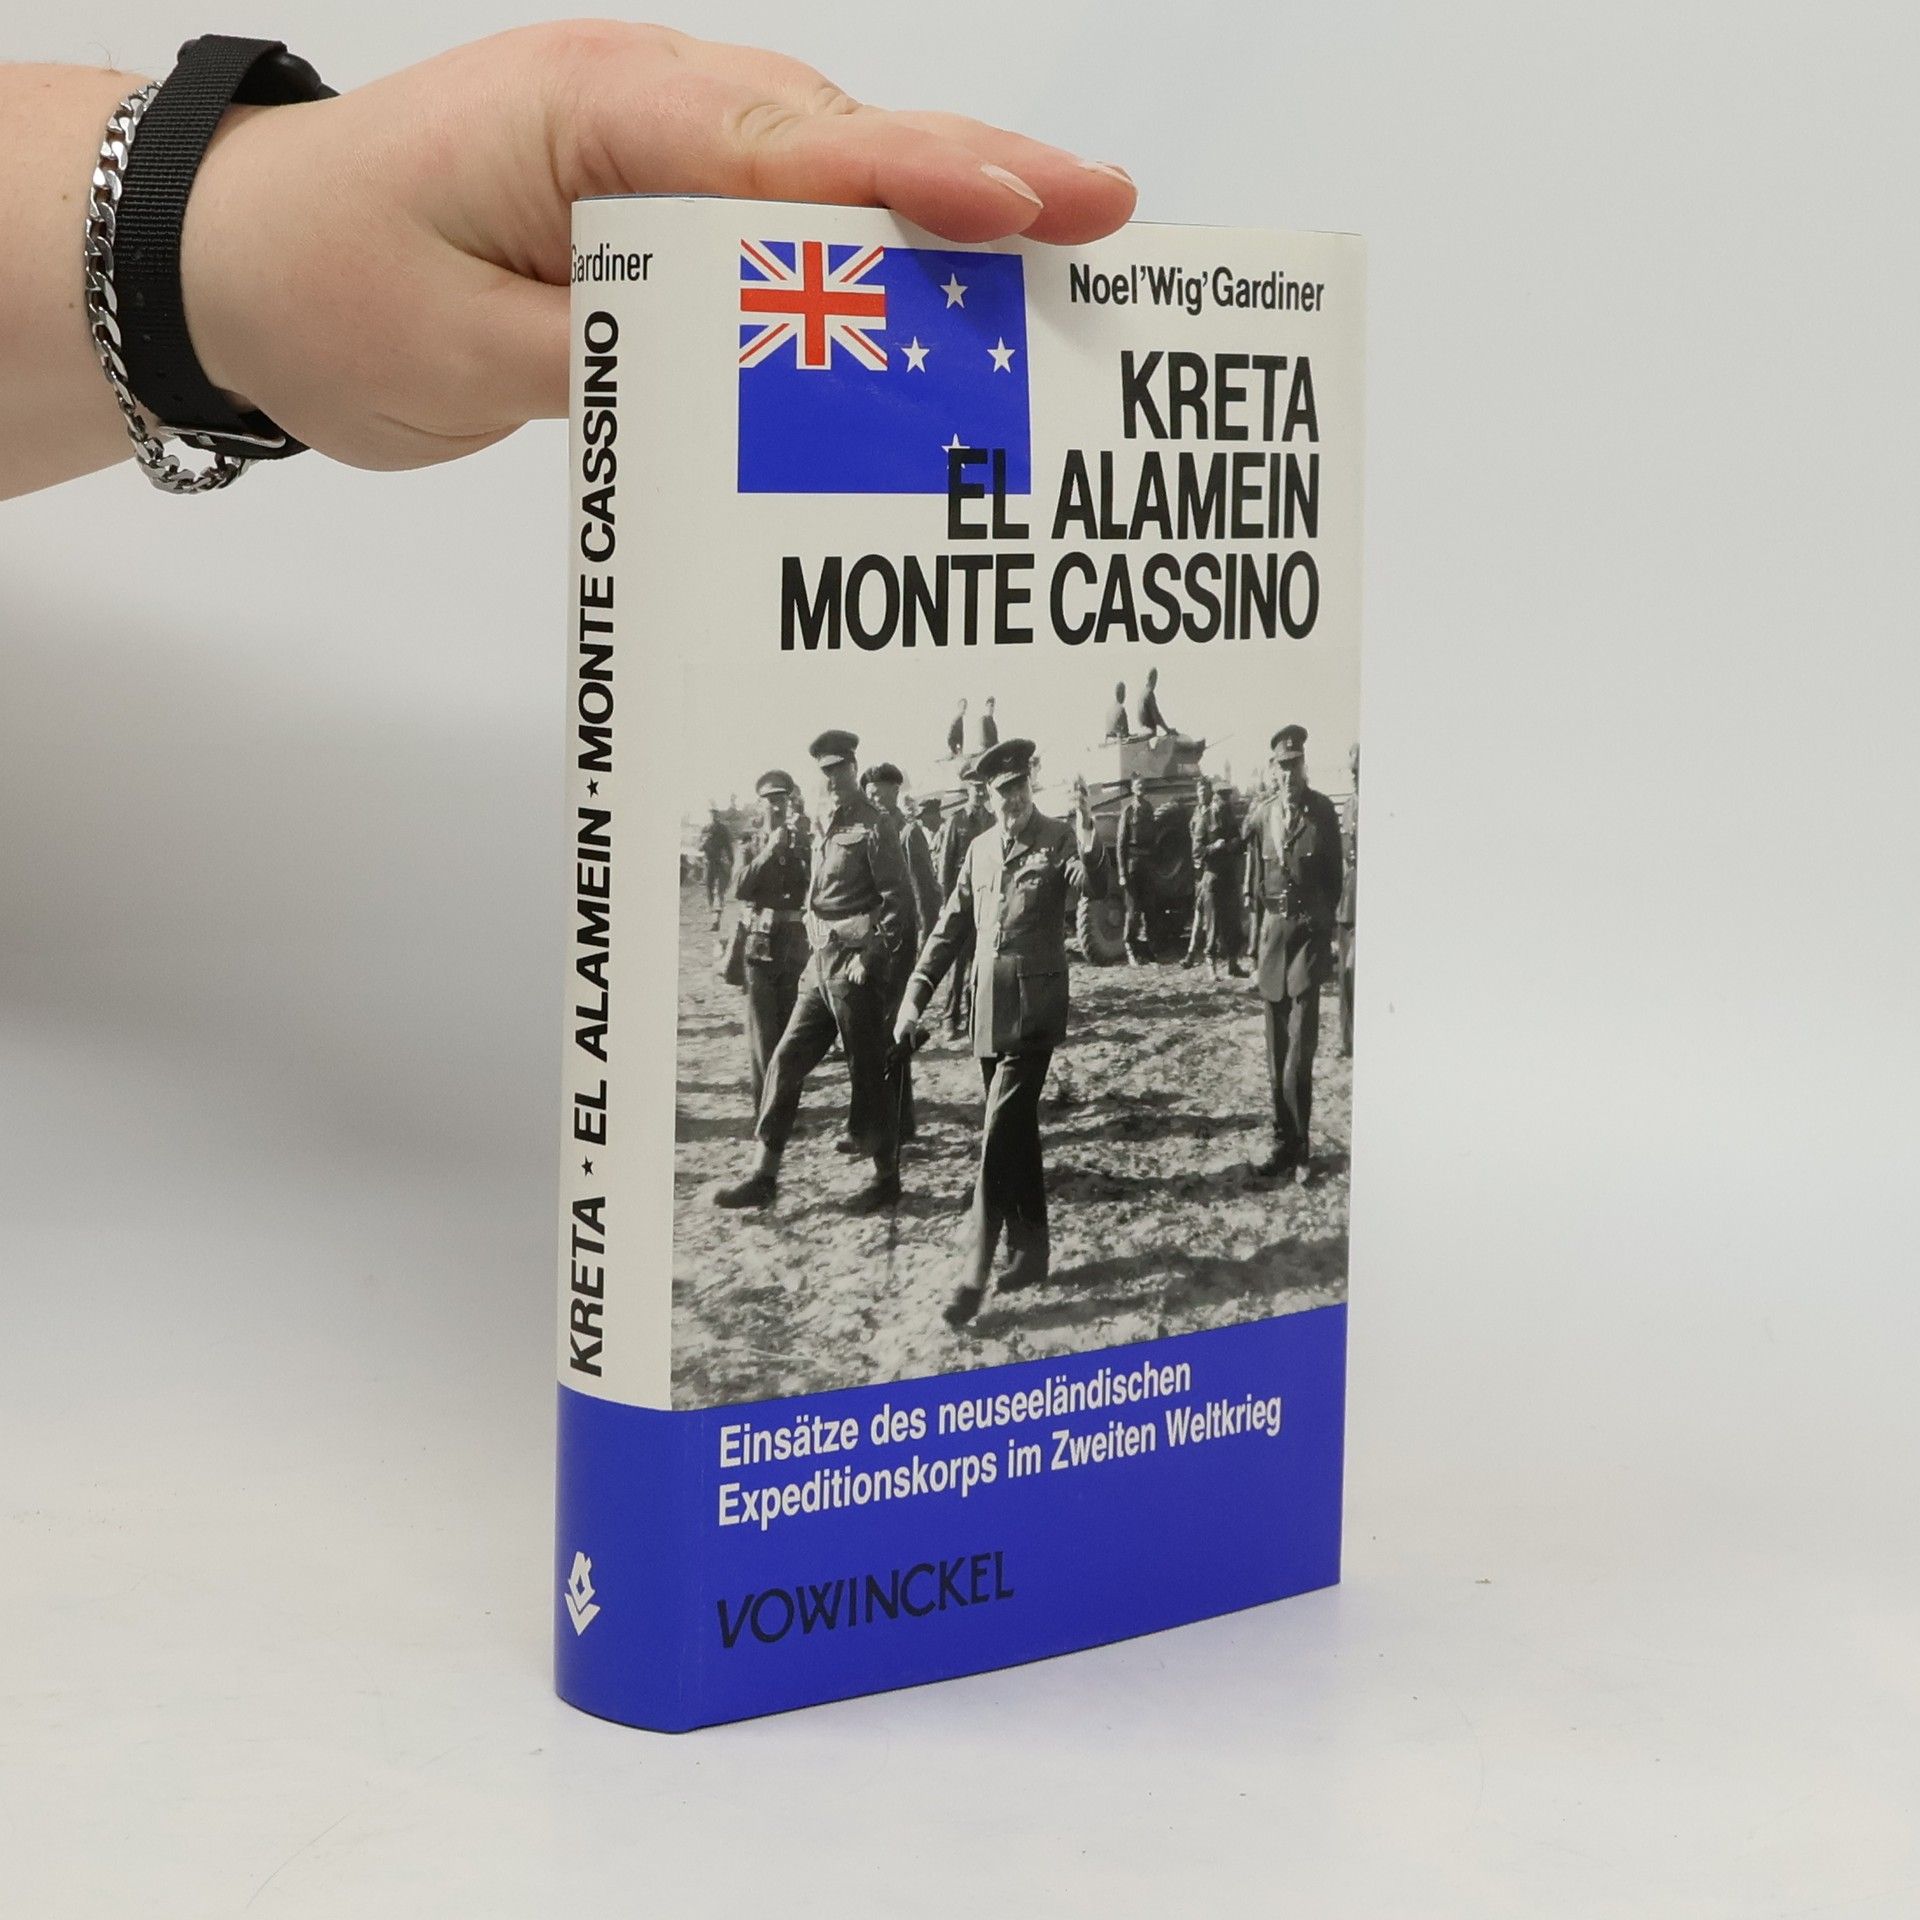 Gardiner
KRETA ★ EL ALAMEIN ★ MONTE CASSINO
Noel 'Wig' Gardiner
KRETA
EL ALAMEIN
MONTE CASSINO
Einsätze des neuseeländischen
Expeditionskorps im Zweiten Weltkrieg
VOWINCKEL